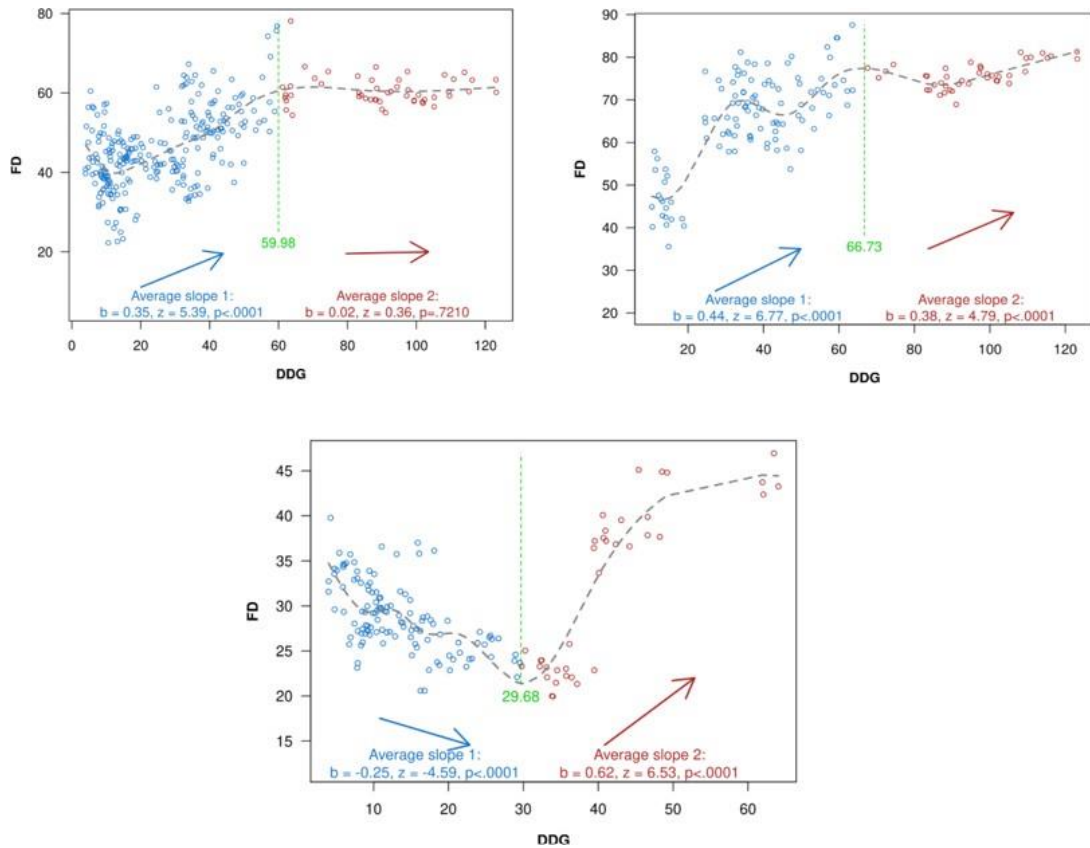 80
60
FD
40
20
59.98
Average slope 1:
b = 0.35, z = 5.39, p<.0001
Average slope 2:
b = 0.02, z = 0.36, p=.7210
0 20 40 60 80 100 120
DDG
90
80
70
60
FD
50
40
30
20
66.73
Average slope 1:
b = 0.44, z = 6.77, p<.0001
Average slope 2:
b = 0.38, z = 4.79, p<.0001
20 40 60 80 100 120
DDG
45
40
35
30
FD
25
20
15
29.68
Average slope 1:
b = -0.25, z = -4.59, p<.0001
Average slope 2:
b = 0.62, z = 6.53, p<.0001
10 20 30 40 50 60
DDG